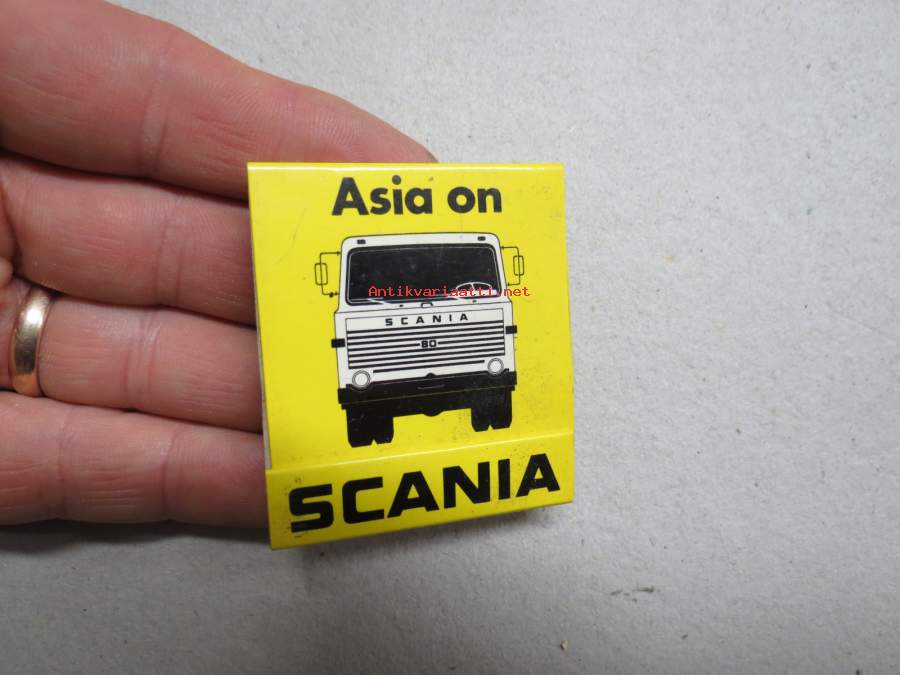 Asia on
Antikvariaatti.net
SCANIA
80
SCANIA